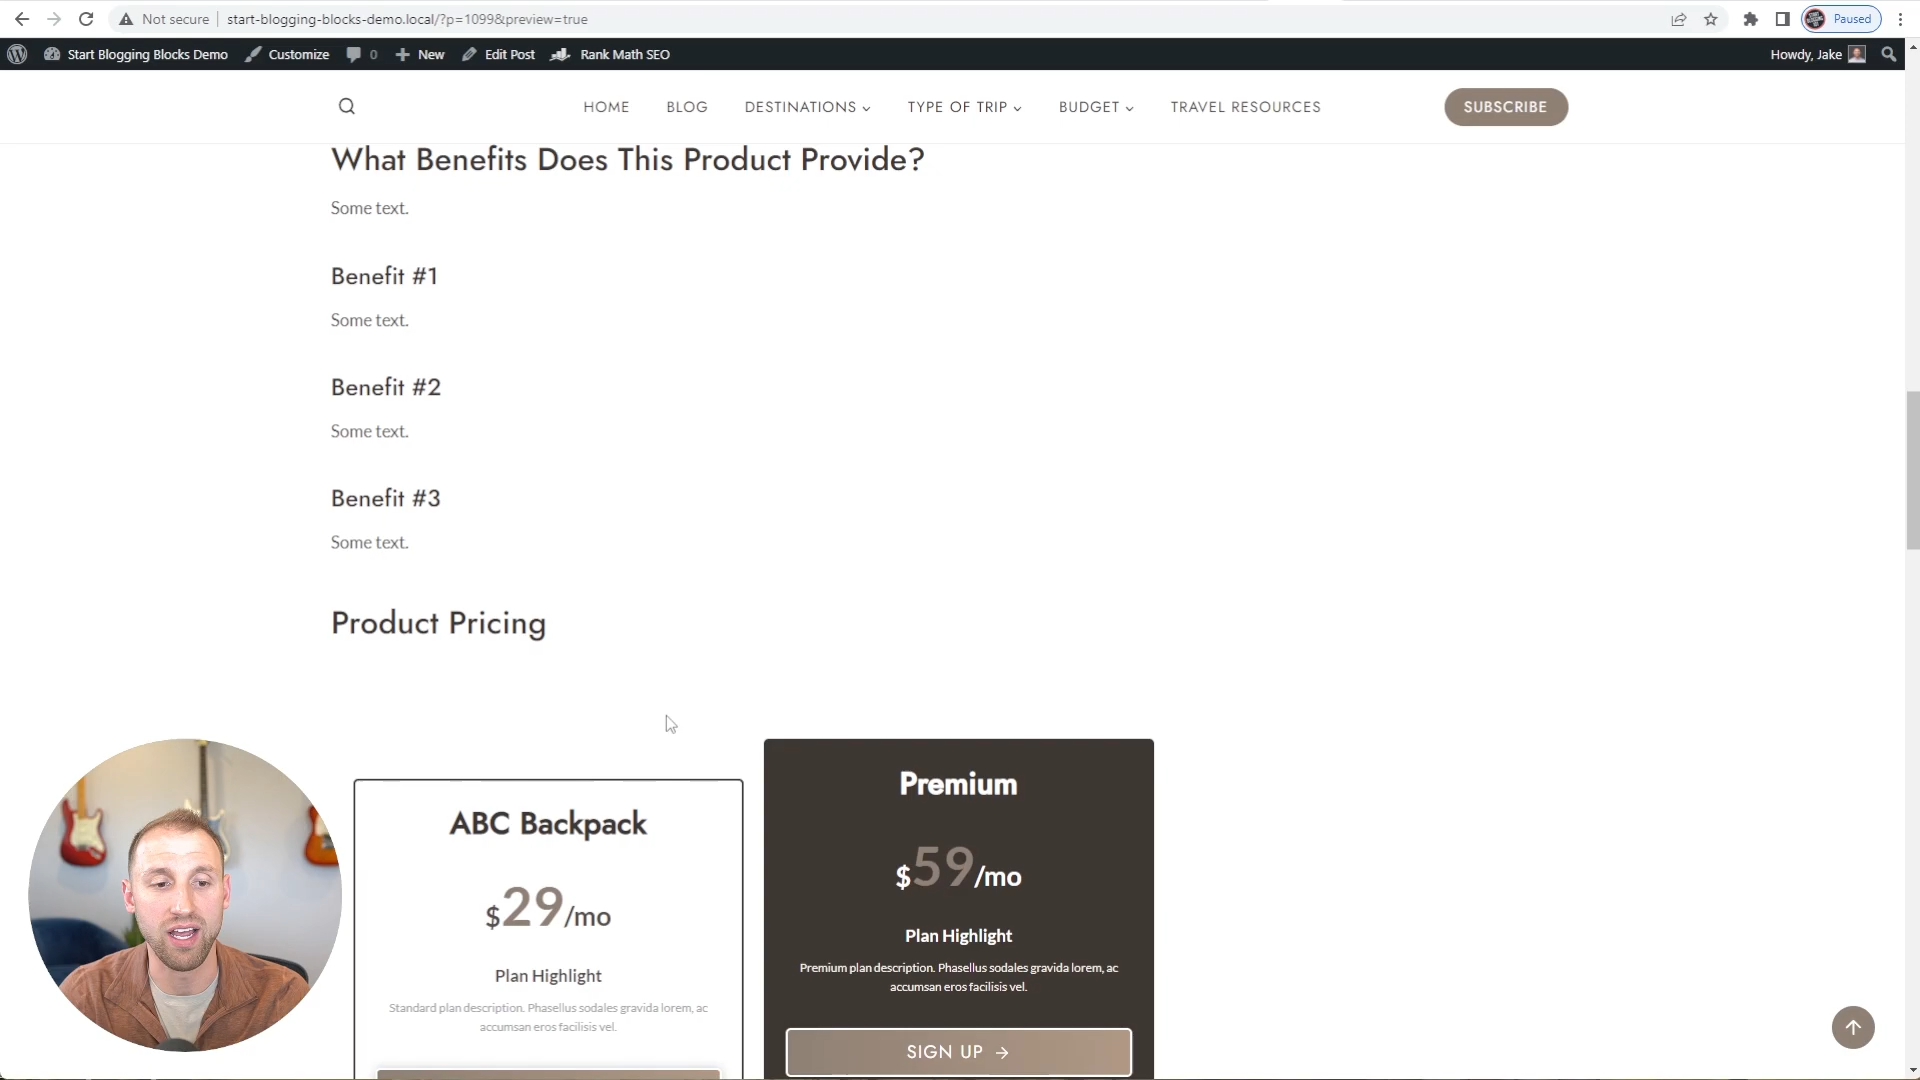 Not secure
start-blogging-blocks-demo.local/?p=1099&preview=true
Paused
Start Blogging Blocks Demo
Customize
0
New
Edit Post
Rank Math SEO
Howdy, Jake
HOME
BLOG
DESTINATIONS
TYPE OF TRIP
BUDGET
TRAVEL RESOURCES
SUBSCRIBE
What Benefits Does This Product Provide?
Some text.
Benefit #1
Some text.
Benefit #2
Some text.
Benefit #3
Some text.
Product Pricing
ABC Backpack
$29/mo
Plan Highlight
Standard plan description. Phasellus sodales gravida lorem, ac
accumsan eros facilisis vel.
Premium
$59/mo
Plan Highlight
Premium plan description. Phasellus sodales gravida lorem, ac
accumsan eros facilisis vel.
SIGN UP →